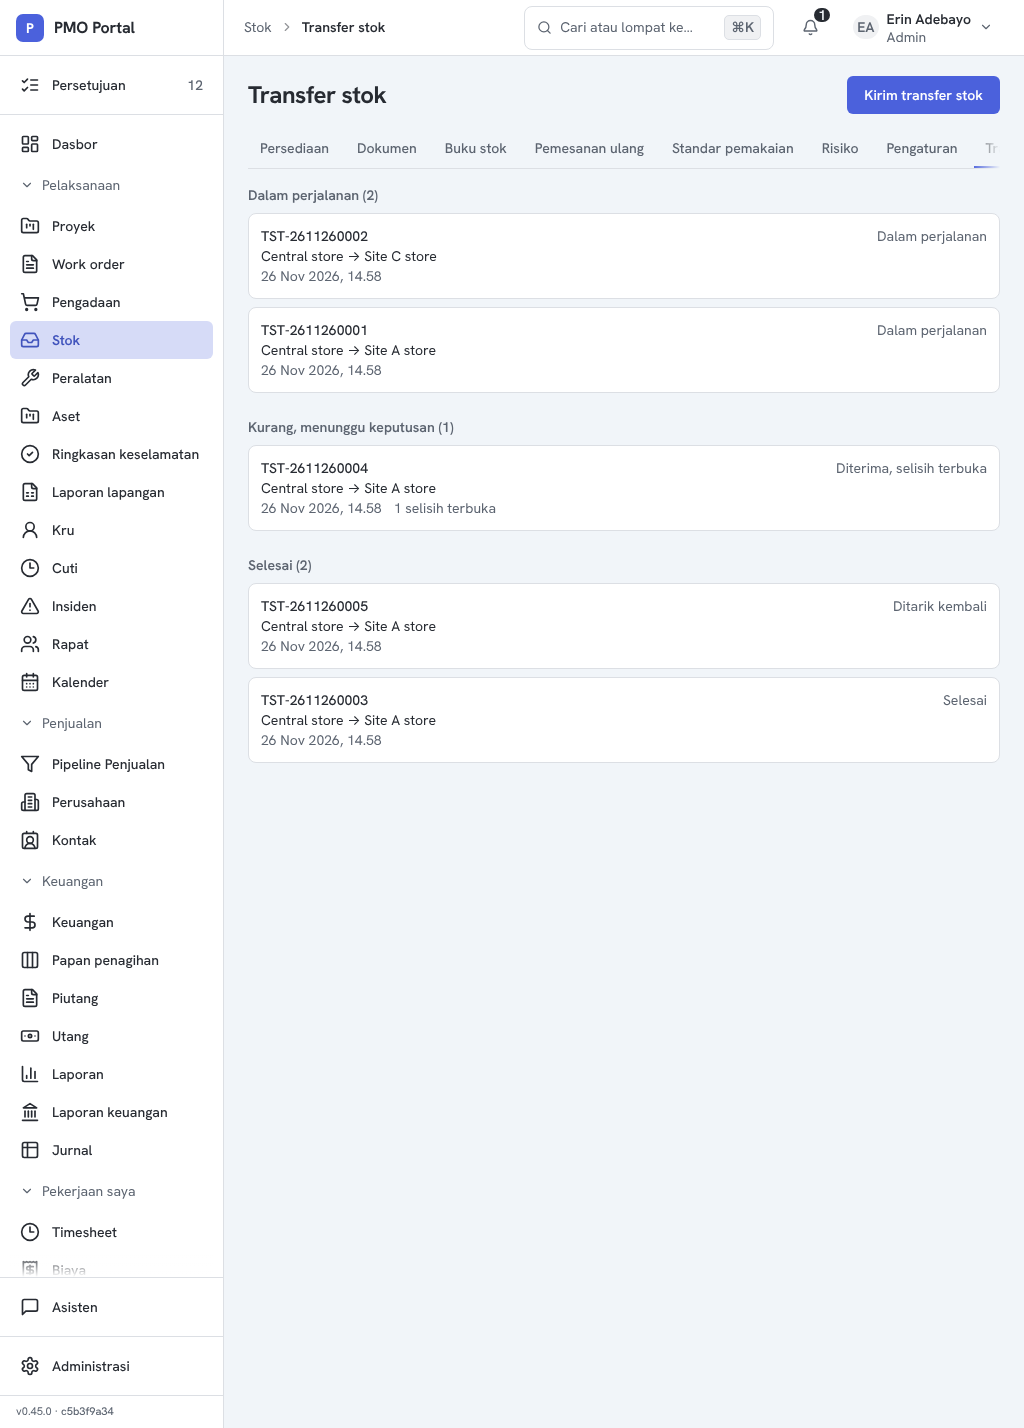 P PMO Portal
Stok > Transfer stok
Cari atau lompat ke... ⌘K
1
EA
Erin Adebayo
Admin
Persetujuan 12
Dasbor
Pelaksanaan
Proyek
Work order
Pengadaan
Stok
Peralatan
Aset
Ringkasan keselamatan
Laporan lapangan
Kru
Cuti
Insiden
Rapat
Kalender
Penjualan
Pipeline Penjualan
Perusahaan
Kontak
Keuangan
Keuangan
Papan penagihan
Piutang
Utang
Laporan
Laporan keuangan
Jurnal
Pekerjaan saya
Timesheet
Biaya
Asisten
Administrasi
v0.45.0 · c5b3f9a34
Transfer stok
Kirim transfer stok
Persediaan Dokumen Buku stok Pemesanan ulang Standar pemakaian Risiko Pengaturan Tr
Dalam perjalanan (2)
TST-2611260002 Dalam perjalanan
Central store → Site C store
26 Nov 2026, 14.58
TST-2611260001 Dalam perjalanan
Central store → Site A store
26 Nov 2026, 14.58
Kurang, menunggu keputusan (1)
TST-2611260004 Diterima, selisih terbuka
Central store → Site A store
26 Nov 2026, 14.58 1 selisih terbuka
Selesai (2)
TST-2611260005 Ditarik kembali
Central store → Site A store
26 Nov 2026, 14.58
TST-2611260003 Selesai
Central store → Site A store
26 Nov 2026, 14.58